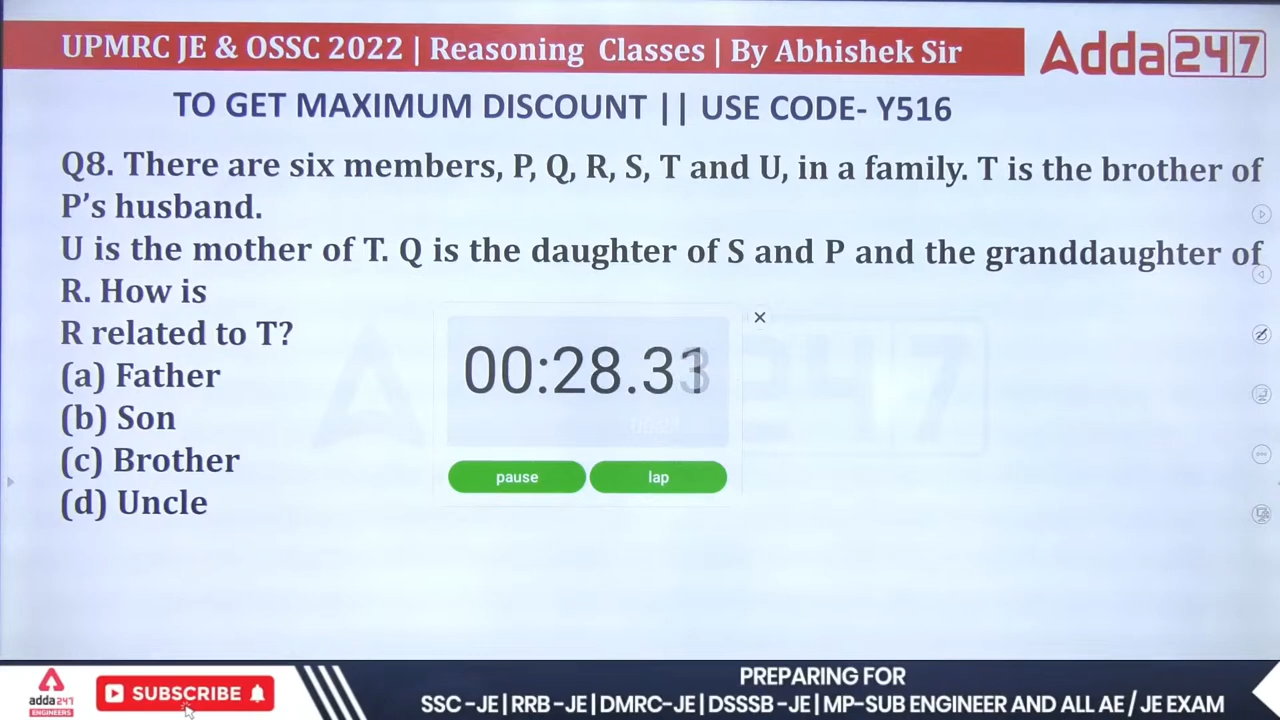 UPMRC JE & OSSC 2022 | Reasoning Classes | By Abhishek Sir
Adda247
TO GET MAXIMUM DISCOUNT || USE CODE- Y516
Q8. There are six members, P, Q, R, S, T and U, in a family. T is the brother of
P’s husband.
U is the mother of T. Q is the daughter of S and P and the granddaughter of
R. How is
R related to T?
(a) Father
(b) Son
(c) Brother
(d) Uncle
00:28.33
pause
lap
adda247
ENGINEERS
SUBSCRIBE
PREPARING FOR
SSC -JE | RRB -JE | DMRC-JE | DSSSB -JE | MP-SUB ENGINEER AND ALL AE / JE EXAM